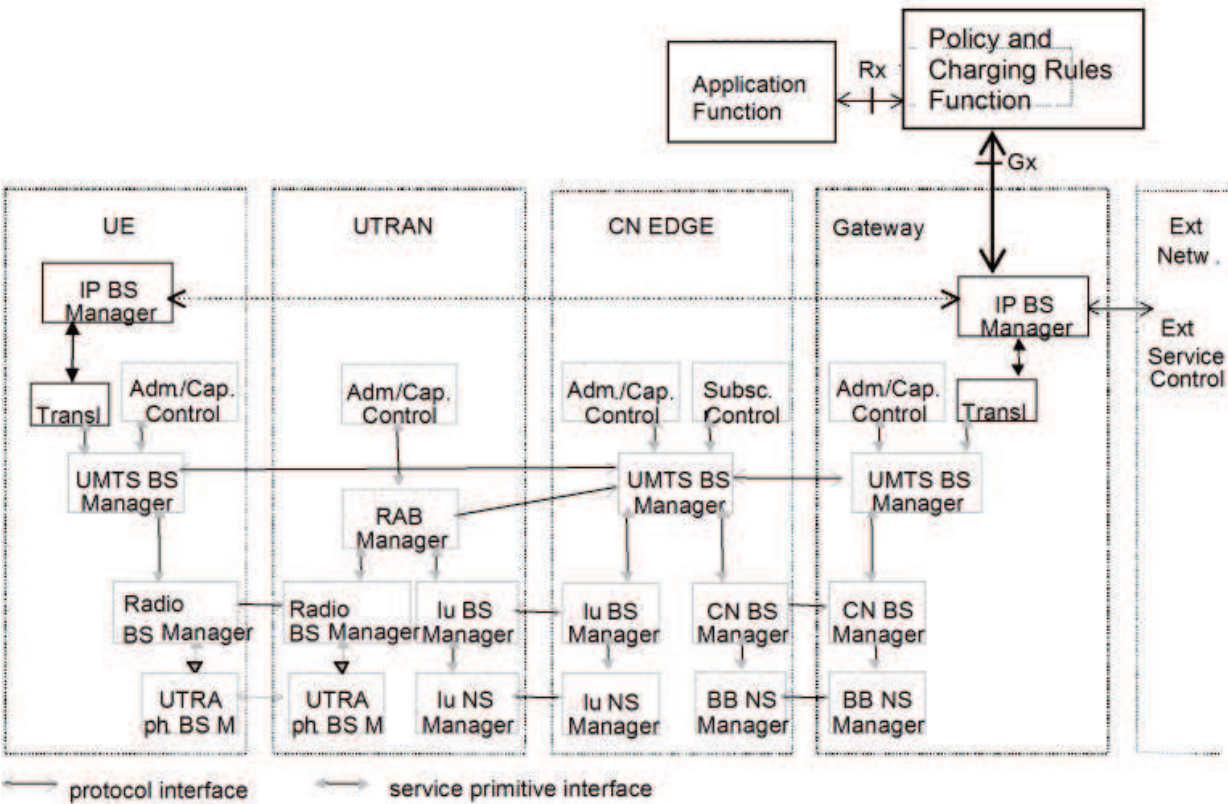 Policy and
Charging Rules
Function
Rx
Application
Function
Gx
UE
UTRAN
CN EDGE
Gateway
Ext
Netw .
IP BS
Manager
IP BS
Manager
Ext
Service
Control
Transl
Adm./Cap.
Control
Adm/Cap.
Control
Adm./Cap.
Control
Subsc.
Control
Adm/Cap.
Control
Transl
UMTS BS
Manager
UMTS BS
Manager
UMTS BS
Manager
RAB
Manager
Radio
BS Manager
Radio
BS Manager
Iu BS
Manager
Iu BS
Manager
CN BS
Manager
CN BS
Manager
UTRA
ph. BS M
UTRA
ph. BS M
Iu NS
Manager
Iu NS
Manager
BB NS
Manager
BB NS
Manager
protocol interface
service primitive interface